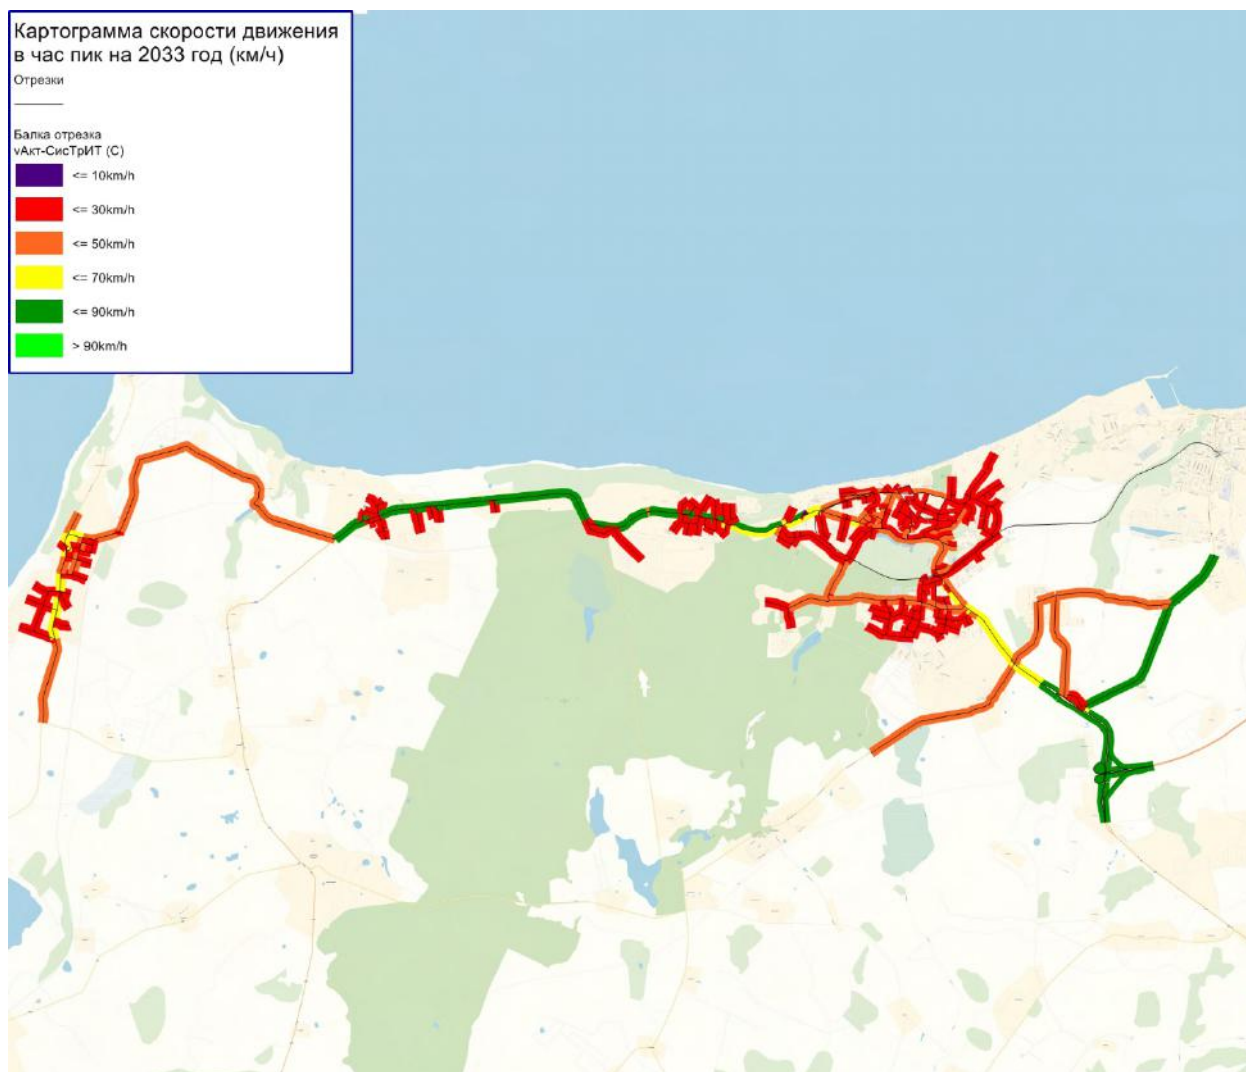 Картограмма скорости движения
в час пик на 2033 год (км/ч)
Отрезки
Балка отрезка
vАкт-СисТрИТ (C)
<= 10km/h
<= 30km/h
<= 50km/h
<= 70km/h
<= 90km/h
> 90km/h